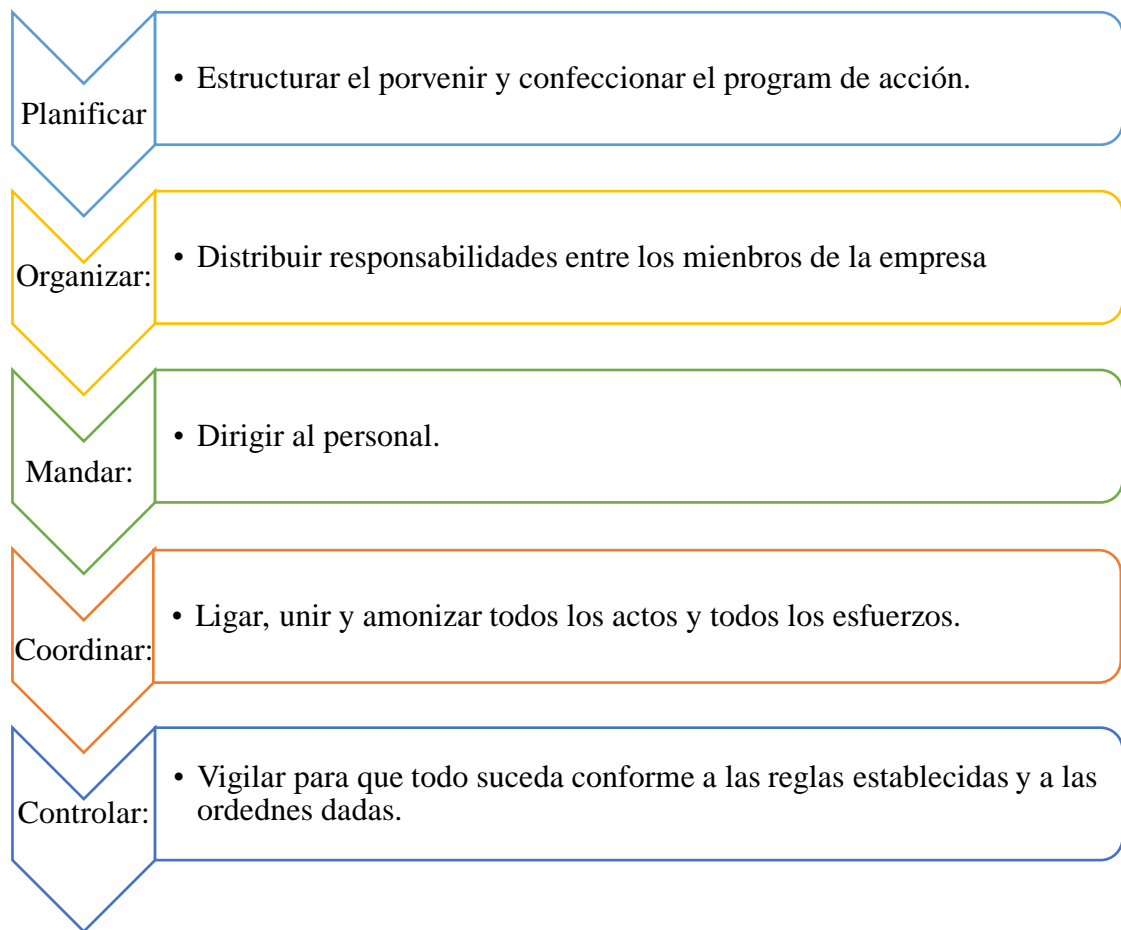 Planificar
• Estructurar el porvenir y confeccionar el program de acción.
Organizar:
• Distribuir responsabilidades entre los mienbros de la empresa
Mandar:
• Dirigir al personal.
Coordinar:
• Ligar, unir y amonizar todos los actos y todos los esfuerzos.
Controlar:
• Vigilar para que todo suceda conforme a las reglas establecidas y a las
ordednes dadas.